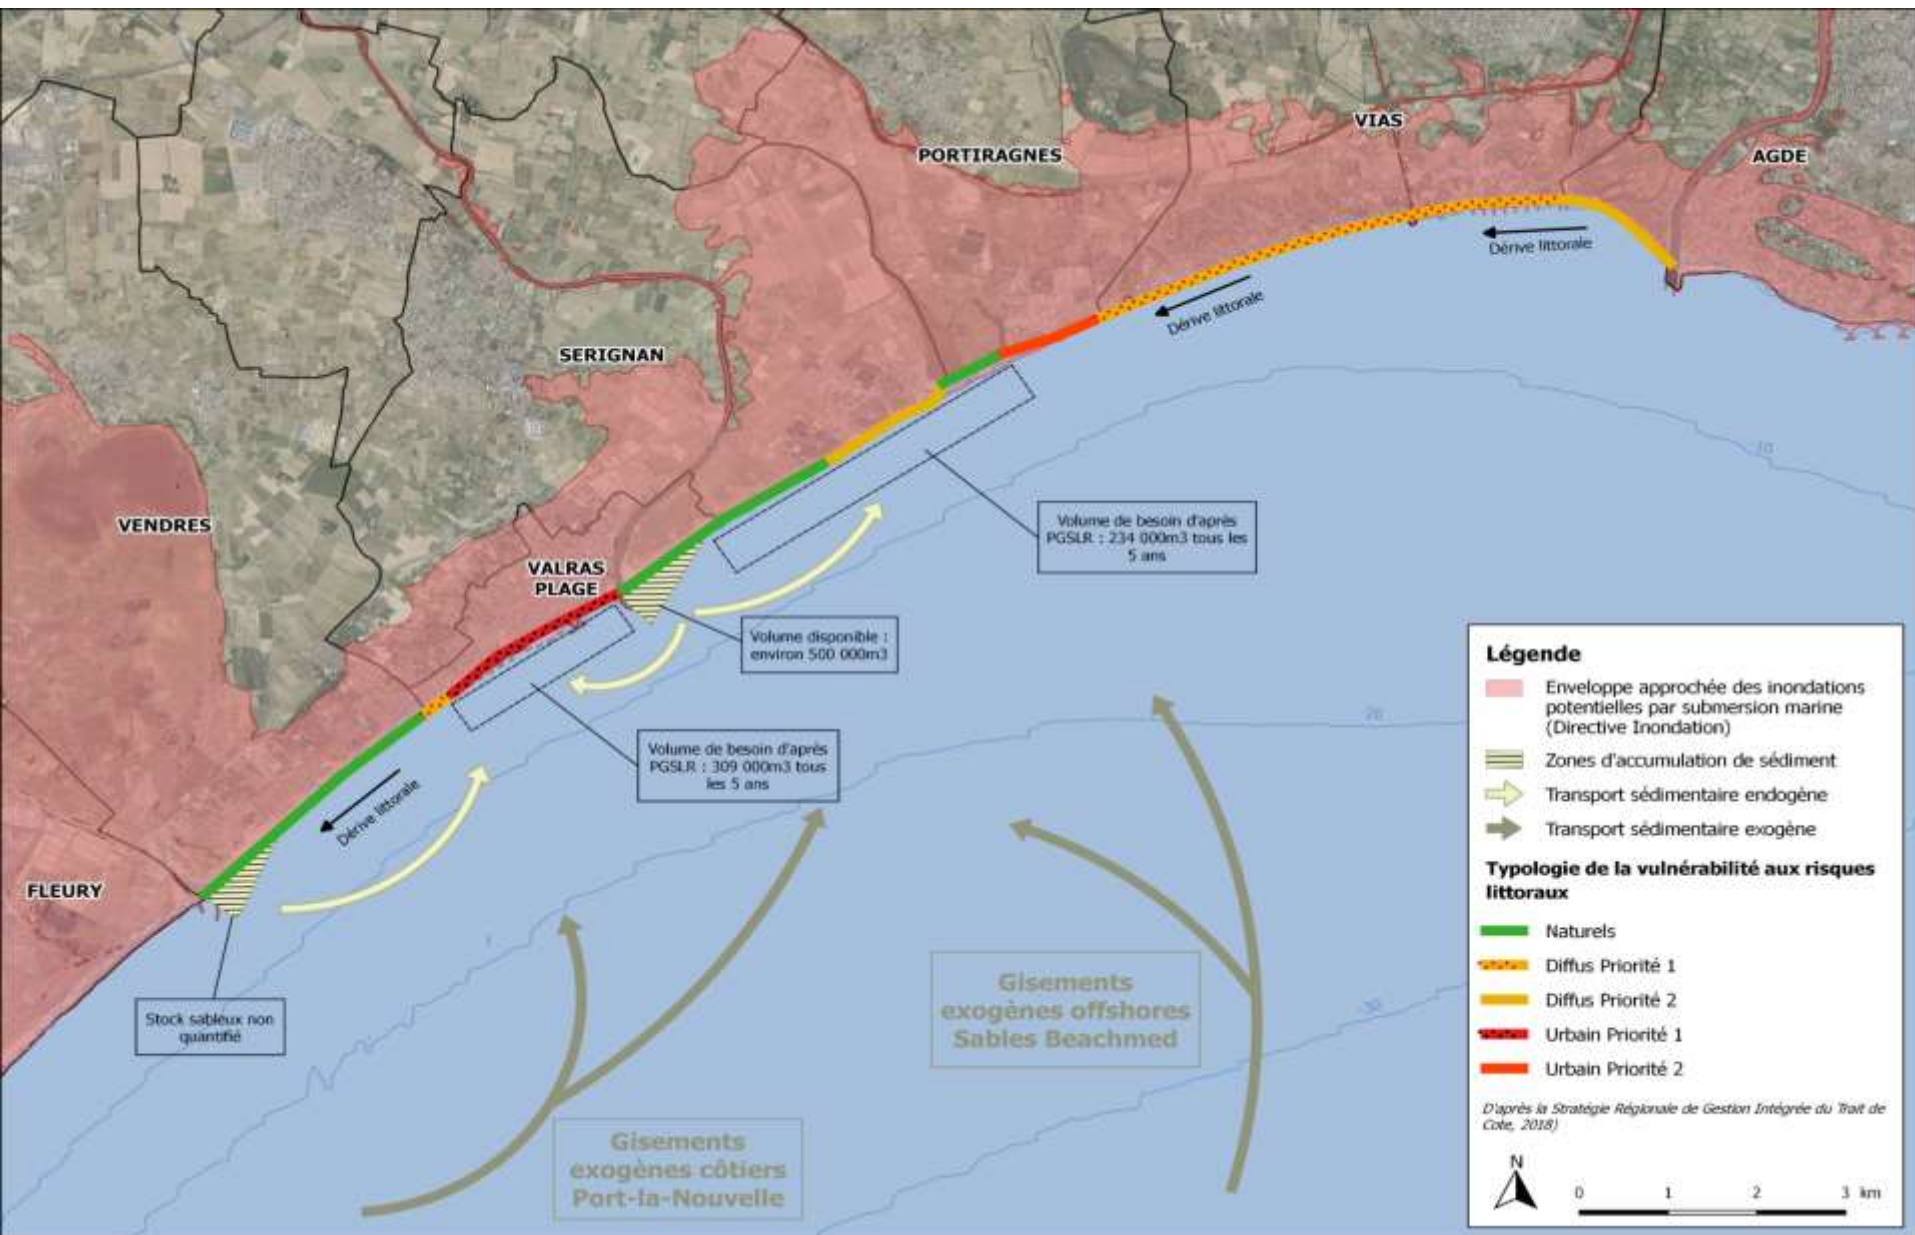 VIAS
PORTIRAGNES
AGDE
Dérive littorale
Dérive littorale
SERIGNAN
10
VENDRES
Volume de besoin d'après
PGSLR : 234 000m3 tous les
5 ans
VALRAS
PLAGE
Volume disponible :
environ 500 000m3
20
Volume de besoin d'après
PGSLR : 309 000m3 tous
les 5 ans
Dérive littorale
FLEURY
Stock sableux non
quantifié
Gisements
exogènes offshores
Sables Beachmed
-30
Gisements
exogènes côtiers
Port-la-Nouvelle
Légende
Enveloppe approchée des inondations
potentielles par submersion marine
(Directive Inondation)
Zones d'accumulation de sédiment
Transport sédimentaire endogène
Transport sédimentaire exogène
Typologie de la vulnérabilité aux risques
littoraux
Naturels
Diffus Priorité 1
Diffus Priorité 2
Urbain Priorité 1
Urbain Priorité 2
D'après la Stratégie Régionale de Gestion Intégrée du Trait de
Cote, 2018)
N
0 1 2 3 km